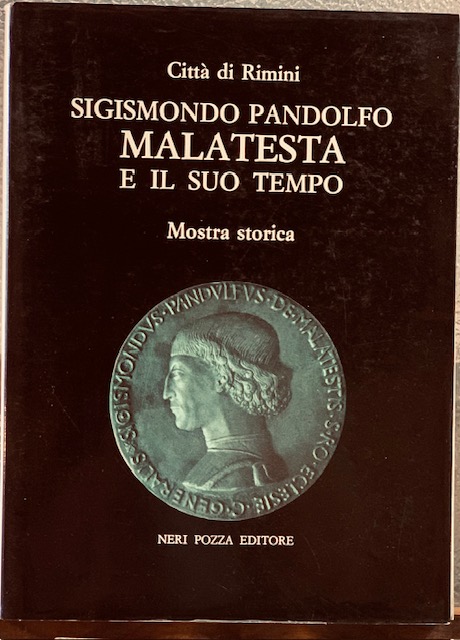 Città di Rimini
SIGISMONDO PANDOLFO
MALATESTA
E IL SUO TEMPO
Mostra storica
SIGISMONDVS·PANDVLFVS·DE·MALATESTIS·S·RO·ECLESIE·C·GENERALIS
NERI POZZA EDITORE